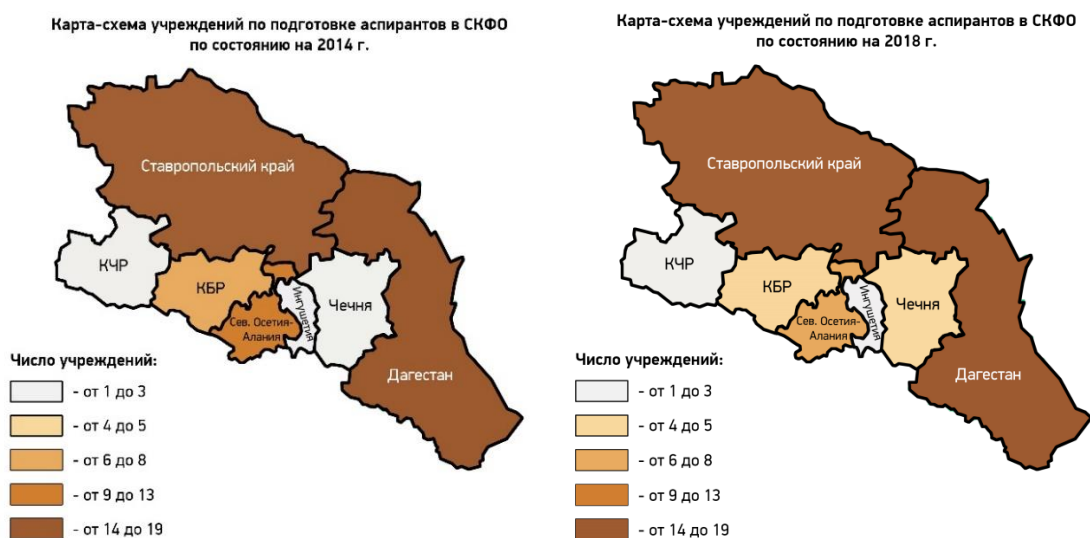 Карта-схема учреждений по подготовке аспирантов в СКФО
по состоянию на 2014 г.
Ставропольский край
КЧР
КБР
Сев. Осетия-
Алания
Ингушетия
Чечня
Дагестан
Число учреждений:
- от 1 до 3
- от 4 до 5
- от 6 до 8
- от 9 до 13
- от 14 до 19
Карта-схема учреждений по подготовке аспирантов в СКФО
по состоянию на 2018 г.
Ставропольский край
КЧР
КБР
Сев. Осетия-
Алания
Ингушетия
Чечня
Дагестан
Число учреждений:
- от 1 до 3
- от 4 до 5
- от 6 до 8
- от 9 до 13
- от 14 до 19